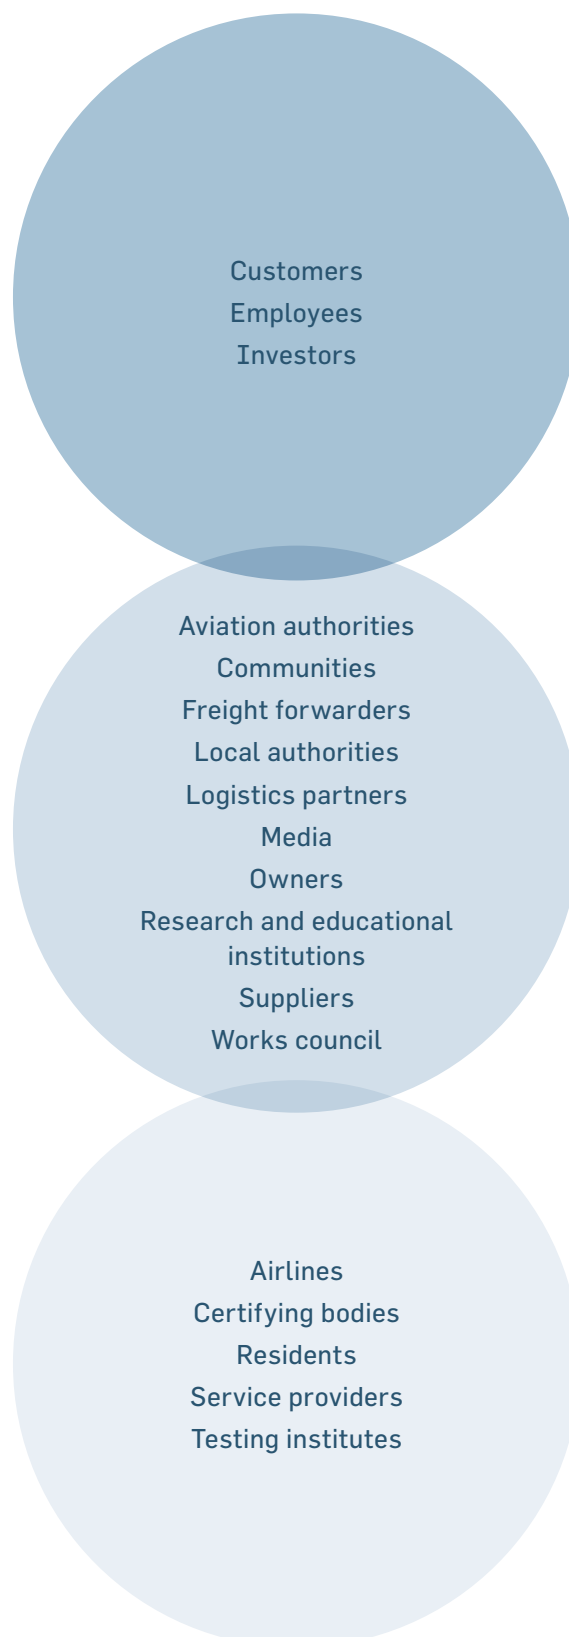 Customers
Employees
Investors
Aviation authorities
Communities
Freight forwarders
Local authorities
Logistics partners
Media
Owners
Research and educational
institutions
Suppliers
Works council
Airlines
Certifying bodies
Residents
Service providers
Testing institutes